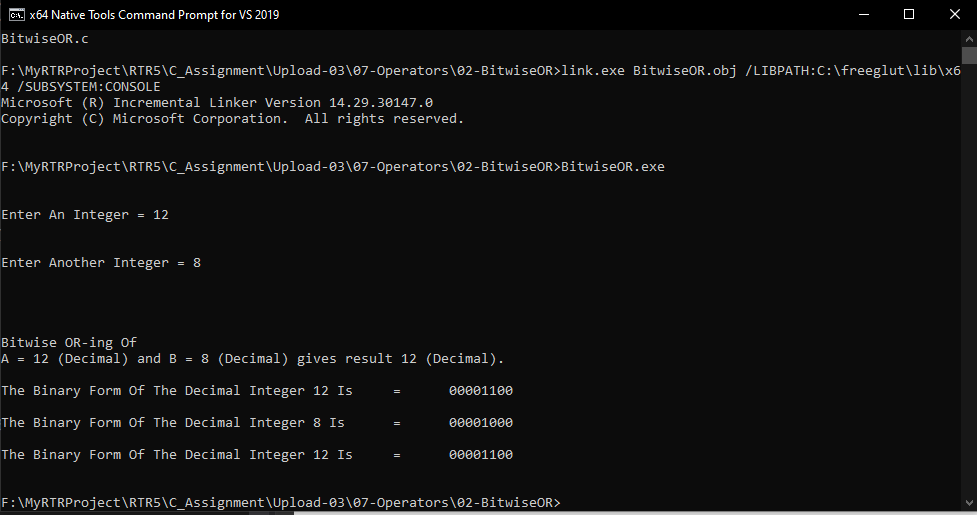 x64 Native Tools Command Prompt for VS 2019
BitwiseOR.c
F:\MyRTRProject\RTR5\C_Assignment\Upload-03\07-Operators\02-BitwiseOR>link.exe BitwiseOR.obj /LIBPATH:C:\freeglut\lib\x6
4 /SUBSYSTEM:CONSOLE
Microsoft (R) Incremental Linker Version 14.29.30147.0
Copyright (C) Microsoft Corporation.  All rights reserved.
F:\MyRTRProject\RTR5\C_Assignment\Upload-03\07-Operators\02-BitwiseOR>BitwiseOR.exe
Enter An Integer = 12
Enter Another Integer = 8
Bitwise OR-ing Of
A = 12 (Decimal) and B = 8 (Decimal) gives result 12 (Decimal).
The Binary Form Of The Decimal Integer 12 Is     =      00001100
The Binary Form Of The Decimal Integer 8 Is      =      00001000
The Binary Form Of The Decimal Integer 12 Is     =      00001100
F:\MyRTRProject\RTR5\C_Assignment\Upload-03\07-Operators\02-BitwiseOR>